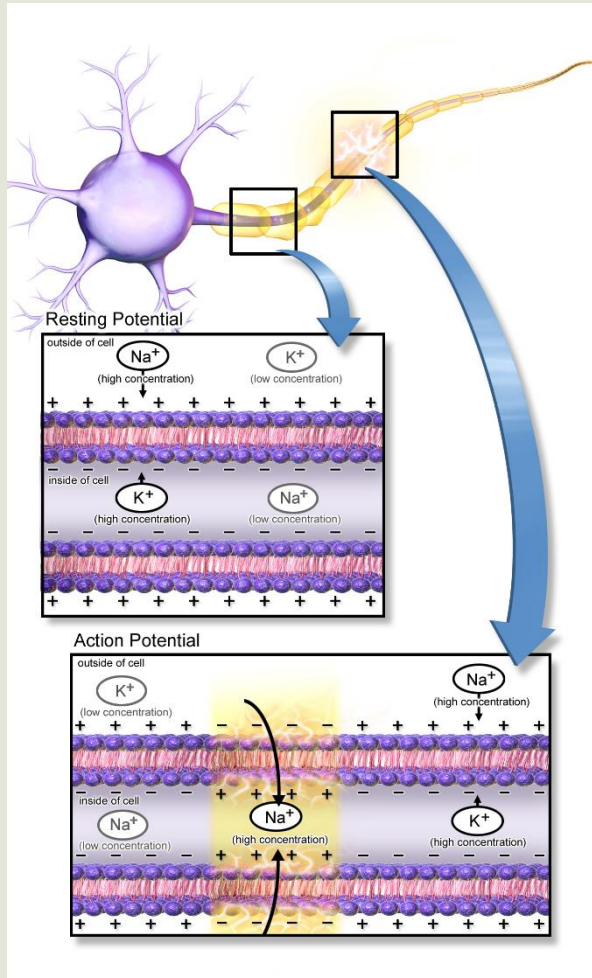 Resting Potential
outside of cell
Na+ K+
(high concentration) (low concentration)
+ + + + + + + + + +
– – – – – – – – – –
inside of cell
K+ Na+
(high concentration) (low concentration)
– – – – – – – – – –
+ + + + + + + + + +
Action Potential
outside of cell
K+ Na+
(low concentration) (high concentration)
+ + + + – – – – + + + + + +
– – – – + + + + – – – – – –
inside of cell
Na+ Na+ K+
(low concentration) (high concentration) (high concentration)
– – – – + + + + – – – – – –
+ + + + – – – – + + + + + +